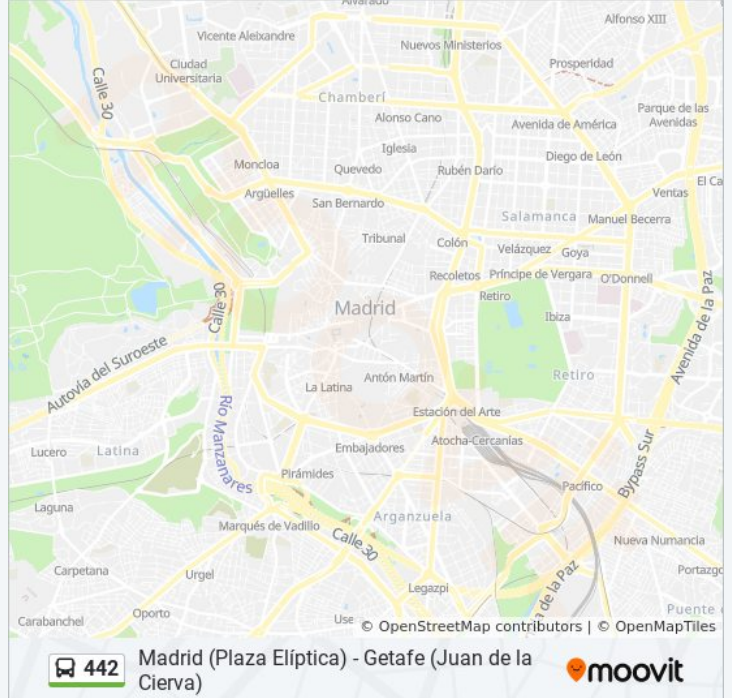 Alvarado
Alfonso XIII
Vicente Aleixandre
Nuevos Ministerios
Ciudad
Universitaria
Prosperidad
Calle 30
Chamberí
Parque de las
Avenidas
Alonso Cano
Avenida de América
Iglesia
Diego de León
Moncloa
Quevedo
Rubén Darío
El Ca
Argüelles
Ventas
San Bernardo
Salamanca
Manuel Becerra
Tribunal
Colón
Velázquez
Goya
Recoletos
Príncipe de Vergara
O'Donnell
Retiro
Calle 30
Madrid
Ibiza
Avenida de la Paz
Autovía del Suroeste
Antón Martín
Retiro
La Latina
Estación del Arte
Río Manzanares
Atocha-Cercanías
Lucero
Latina
Embajadores
Bypass Sur
Pirámides
Pacífico
Laguna
Arganzuela
Marqués de Vadillo
Calle 30
Nueva Numancia
Carpetana
Urgel
Portazgo
Legazpi
a de la Paz
Oporto
Puente
Carabanchel
Use
© OpenStreetMap contributors | © OpenMapTiles
442
Madrid (Plaza Elíptica) - Getafe (Juan de la
Cierva)
moovit